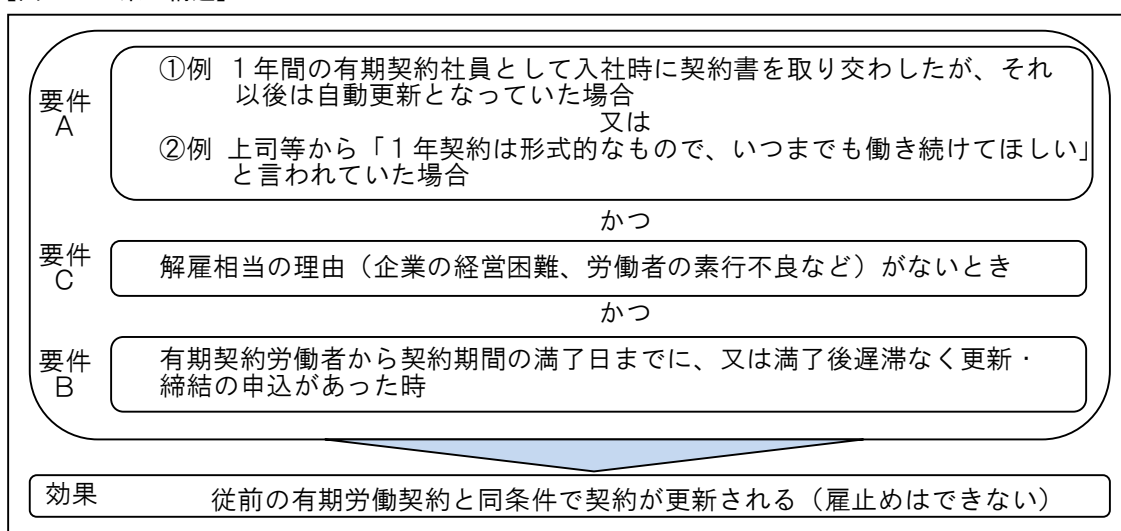 要件
A
①例 1年間の有期契約社員として入社時に契約書を取り交わしたが、それ
以後は自動更新となっていた場合
又は
②例 上司等から「1年契約は形式的なもので、いつまでも働き続けてほしい」
と言われていた場合
かつ
要件
C
解雇相当の理由(企業の経営困難、労働者の素行不良など)がないとき
かつ
要件
B
有期契約労働者から契約期間の満了日までに、又は満了後遅滞なく更新・
締結の申込があった時
効果 従前の有期労働契約と同条件で契約が更新される(雇止めはできない)